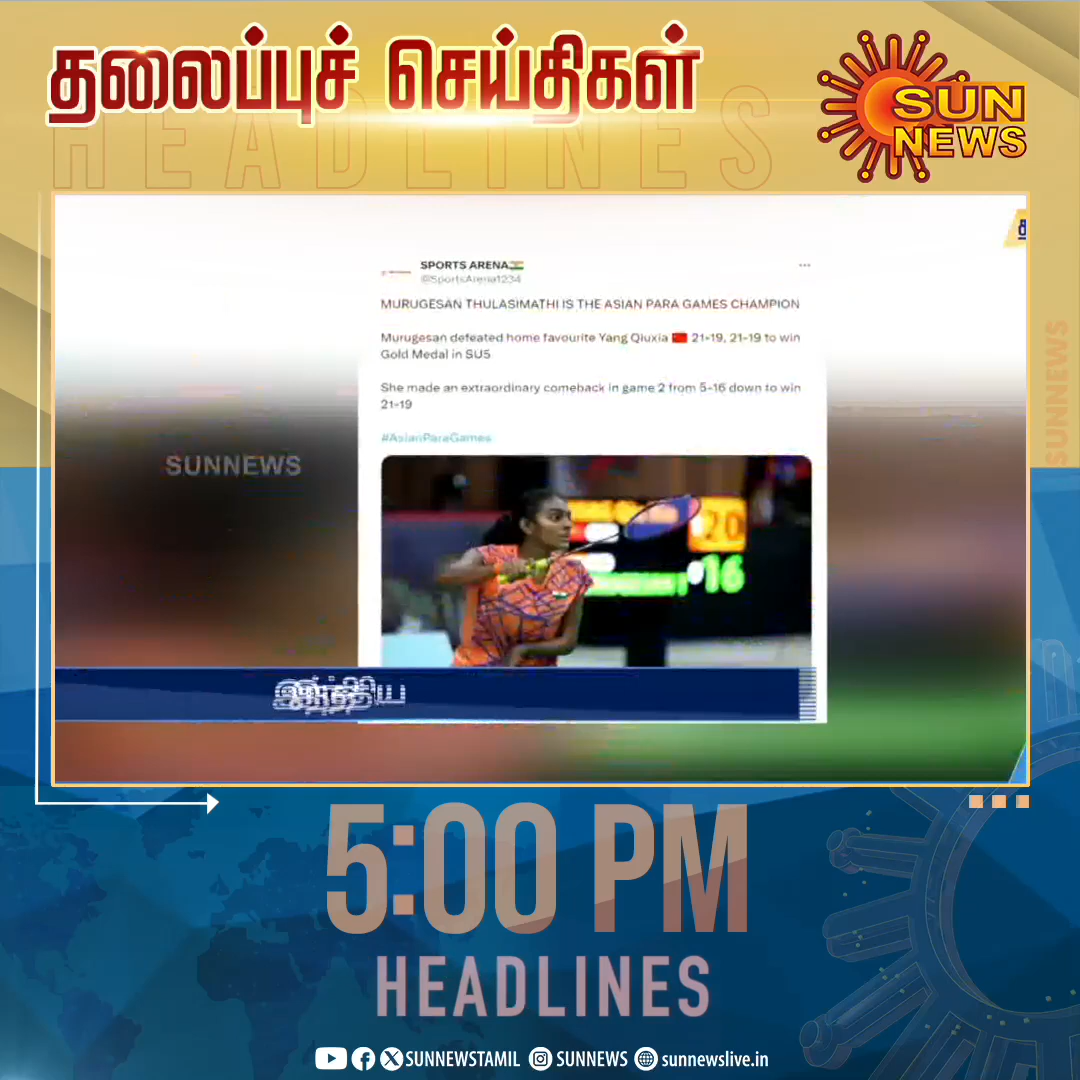 தலைப்புச் செய்திகள்
HEADLINES
SUN
NEWS
SPORTS ARENA
@SportsArena1234
MURUGESAN THULASIMATHI IS THE ASIAN PARA GAMES CHAMPION
Murugesan defeated home favourite Yang Qiuxia 21-19, 21-19 to win
Gold Medal in SU5
She made an extraordinary comeback in game 2 from 5-16 down to win
21-19
#AsianParaGames
SUNNEWS
20
16
SUNNEWS
5:00 PM
HEADLINES
SUNNEWSTAMIL SUNNEWS sunnewslive.in